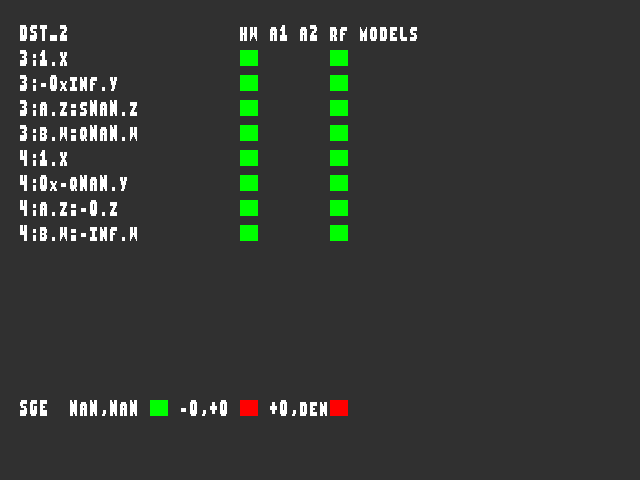 DST_2 HW A1 A2 RF MODELS
3:1.X
3:-0xINF.Y
3:A.Z=SNAN.Z
3:B.W=QNAN.W
4:1.X
4:0x-QNAN.Y
4:A.Z=-0.Z
4:B.W=-INF.W
SGE NAN,NAN -0,+0 +0,DEN